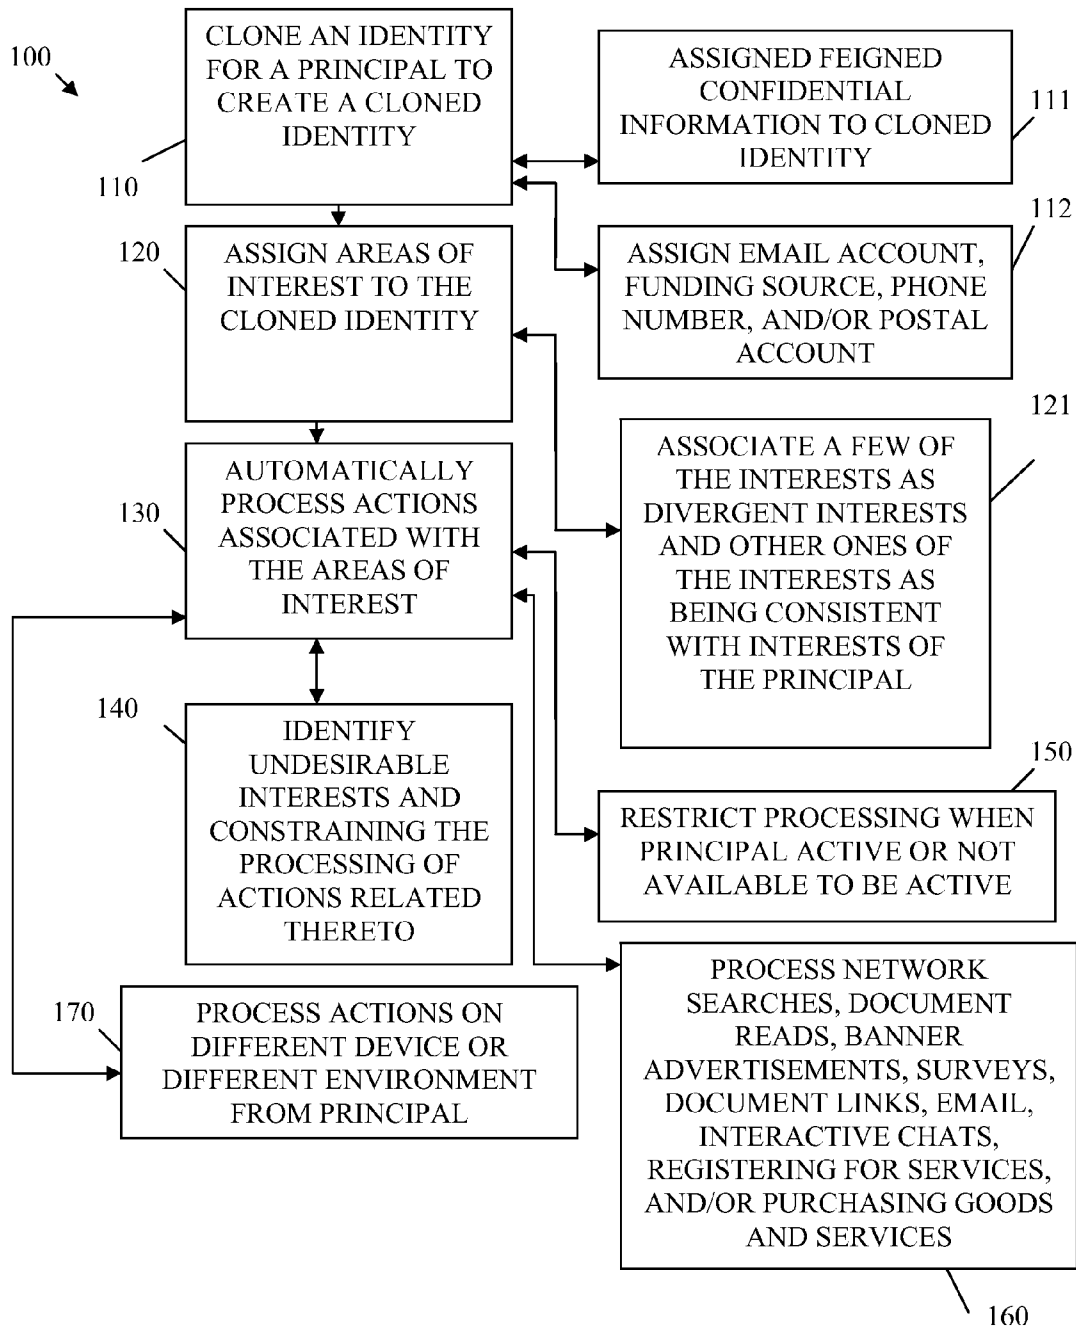 100
CLONE AN IDENTITY
FOR A PRINCIPAL TO
CREATE A CLONED
IDENTITY
110
ASSIGNED FEIGNED
CONFIDENTIAL
INFORMATION TO CLONED
IDENTITY
111
112
ASSIGN EMAIL ACCOUNT,
FUNDING SOURCE, PHONE
NUMBER, AND/OR POSTAL
ACCOUNT
120
ASSIGN AREAS OF
INTEREST TO THE
CLONED IDENTITY
121
ASSOCIATE A FEW OF
THE INTERESTS AS
DIVERGENT INTERESTS
AND OTHER ONES OF
THE INTERESTS AS
BEING CONSISTENT
WITH INTERESTS OF
THE PRINCIPAL
130
AUTOMATICALLY
PROCESS ACTIONS
ASSOCIATED WITH
THE AREAS OF
INTEREST
140
IDENTIFY
UNDESIRABLE
INTERESTS AND
CONSTRAINING THE
PROCESSING OF
ACTIONS RELATED
THERETO
150
RESTRICT PROCESSING WHEN
PRINCIPAL ACTIVE OR NOT
AVAILABLE TO BE ACTIVE
170
PROCESS ACTIONS ON
DIFFERENT DEVICE OR
DIFFERENT ENVIRONMENT
FROM PRINCIPAL
PROCESS NETWORK
SEARCHES, DOCUMENT
READS, BANNER
ADVERTISEMENTS, SURVEYS,
DOCUMENT LINKS, EMAIL,
INTERACTIVE CHATS,
REGISTERING FOR SERVICES,
AND/OR PURCHASING GOODS
AND SERVICES
160